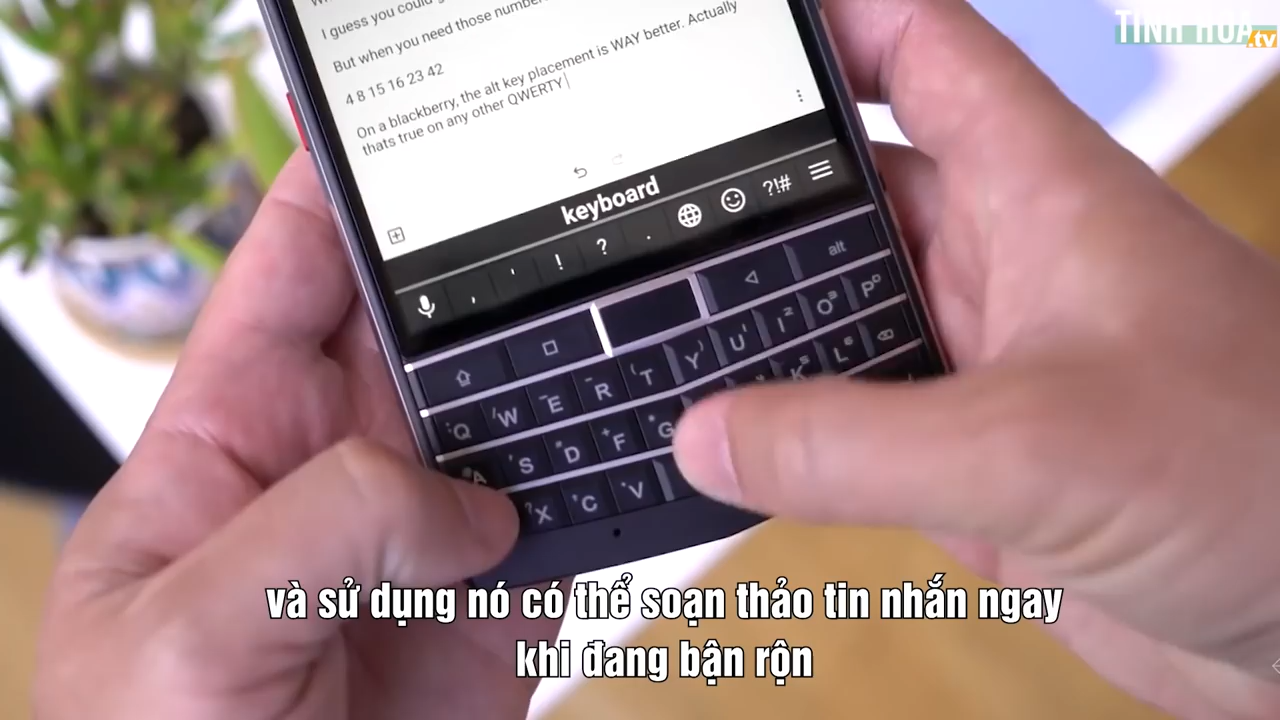 I guess you could
But when you need those number
4 8 15 16 23 42
On a blackberry, the alt key placement is WAY better. Actually
thats true on any other QWERTY
keyboard
, ' ! ? . ?!#
alt
Q W E R T Y U I O P
A S D F G K L
X C V
TINH HOA
.tv
và sử dụng nó có thể soạn thảo tin nhắn ngay
khi đang bận rộn